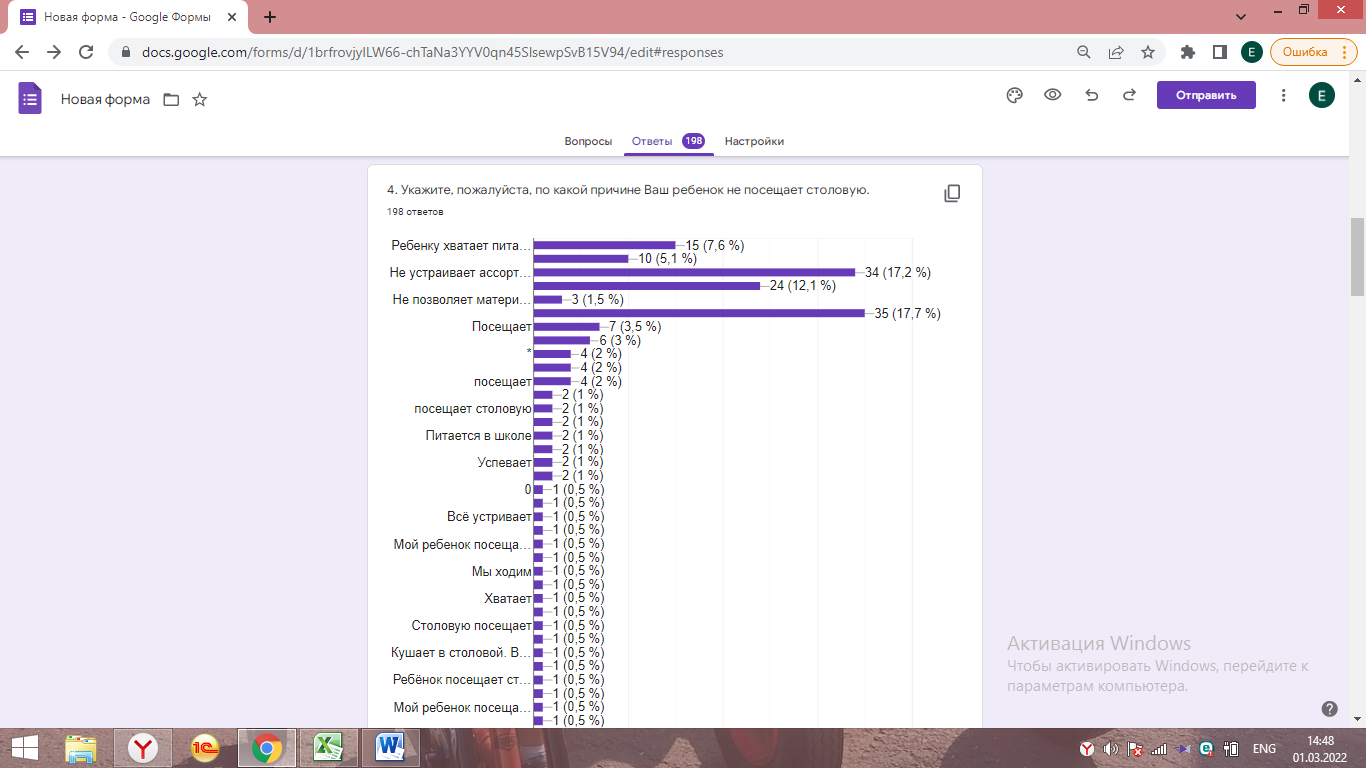 Новая форма - Google Формы
docs.google.com/forms/d/1brfrovjyILW66-chTaNa3YYV0qn45SlsewpSvB15V94/edit#responses
E
Ошибка
Новая форма
Отправить
E
Вопросы
Ответы 198
Настройки
4. Укажите, пожалуйста, по какой причине Ваш ребенок не посещает столовую.
198 ответов
Ребенку хватает пита… 15 (7,6 %)
10 (5,1 %)
Не устраивает ассорт… 34 (17,2 %)
24 (12,1 %)
Не позволяет матери… 3 (1,5 %)
35 (17,7 %)
Посещает 7 (3,5 %)
6 (3 %)
* 4 (2 %)
4 (2 %)
посещает 4 (2 %)
2 (1 %)
посещает столовую 2 (1 %)
2 (1 %)
Питается в школе 2 (1 %)
2 (1 %)
Успевает 2 (1 %)
2 (1 %)
0 1 (0,5 %)
1 (0,5 %)
Всё устривает 1 (0,5 %)
1 (0,5 %)
Мой ребенок посеща… 1 (0,5 %)
1 (0,5 %)
Мы ходим 1 (0,5 %)
1 (0,5 %)
Хватает 1 (0,5 %)
1 (0,5 %)
Столовую посещает 1 (0,5 %)
1 (0,5 %)
Кушает в столовой. В… 1 (0,5 %)
1 (0,5 %)
Ребёнок посещает ст… 1 (0,5 %)
1 (0,5 %)
Мой ребенок посеща… 1 (0,5 %)
1 (0,5 %)
Активация Windows
Чтобы активировать Windows, перейдите к
параметрам компьютера.
ENG
14:48
01.03.2022